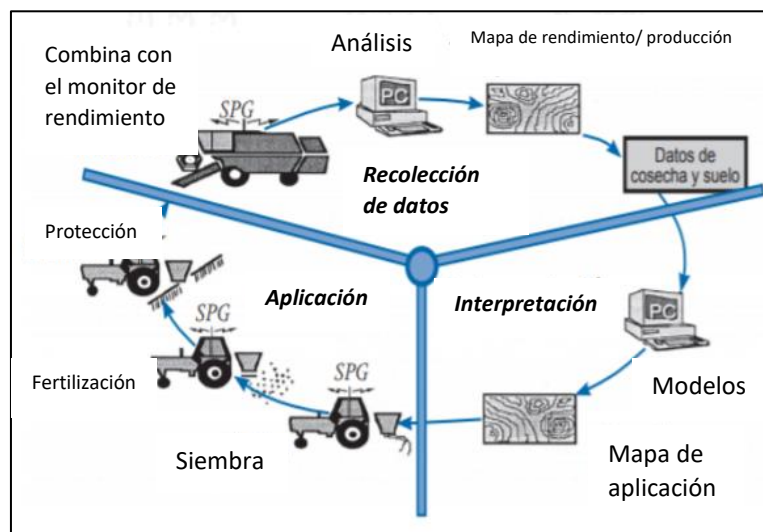 Análisis
Mapa de rendimiento/ producción
Combina con
el monitor de
rendimiento
SPG
PC
Datos de
cosecha y suelo
Recolección
de datos
Protección
Aplicación
Interpretación
SPG
PC
Fertilización
SPG
Modelos
Siembra
Mapa de
aplicación